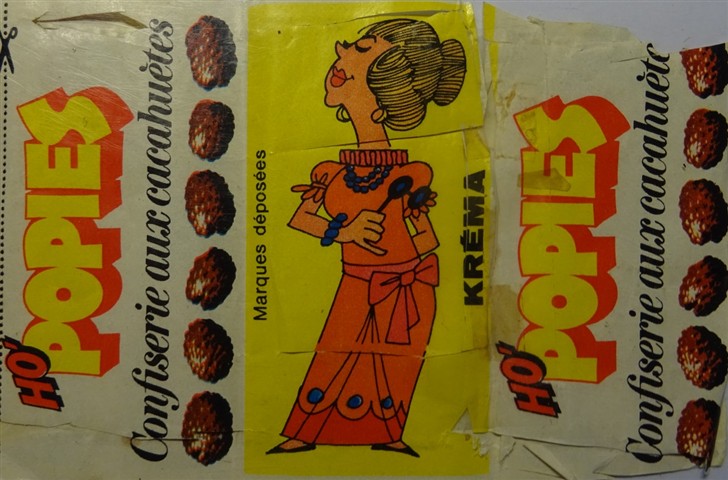 HO'
POPIES
Confiserie aux cacahuètes
Marques déposées
KRÉMA
HO'
POPIES
Confiserie aux cacahuète